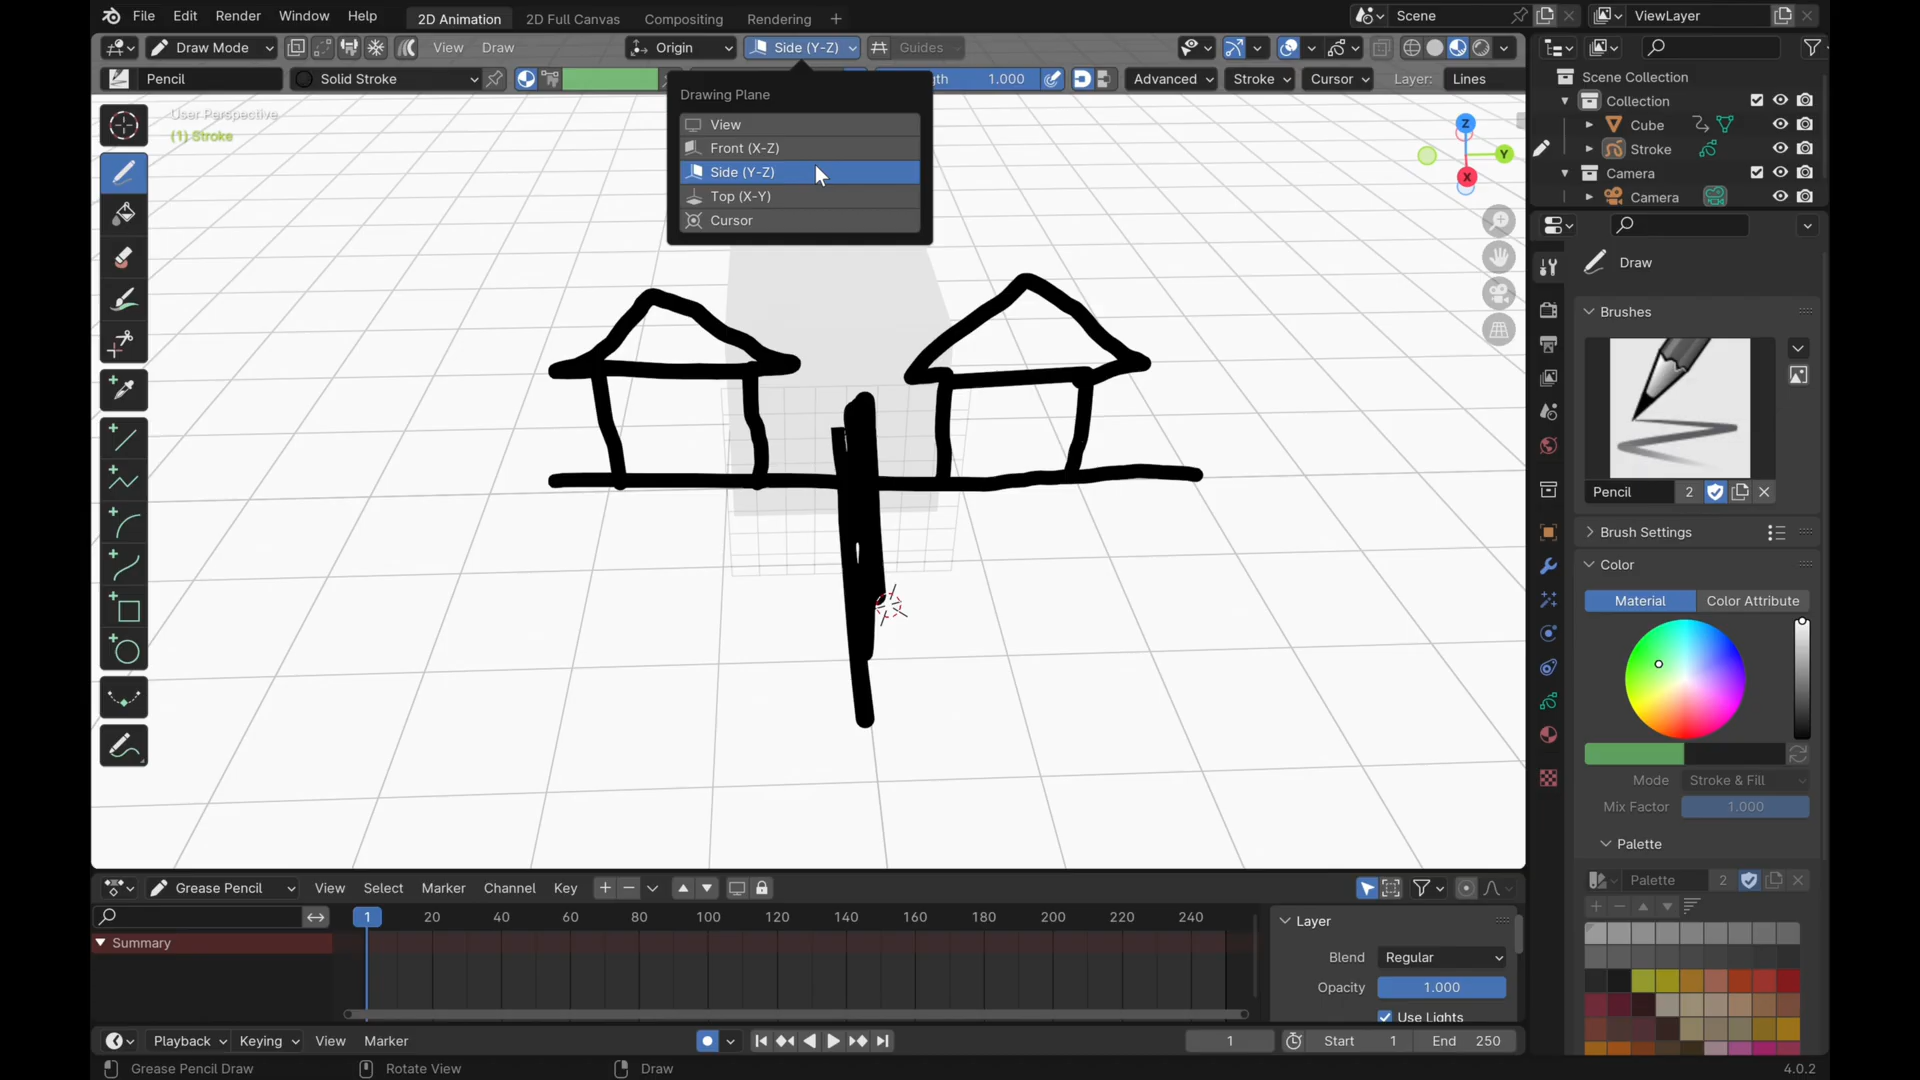 File Edit Render Window Help 2D Animation 2D Full Canvas Compositing Rendering Scene ViewLayer
Draw Mode View Draw Origin Side (Y-Z) Guides
Pencil Solid Stroke 1.000 Advanced Stroke Cursor Layer: Lines
User Perspective
(1) Stroke
Drawing Plane
View
Front (X-Z)
Side (Y-Z)
Top (X-Y)
Cursor
Z
Y
X
Scene Collection
Collection
Cube
Stroke
Camera
Camera
Draw
Brushes
Pencil 2
Brush Settings
Color
Material Color Attribute
Mode Stroke & Fill
Mix Factor 1.000
Palette
Palette 2
Grease Pencil View Select Marker Channel Key
1 20 40 60 80 100 120 140 160 180 200 220 240
Summary
Layer
Blend Regular
Opacity 1.000
Use Lights
Playback Keying View Marker 1 Start 1 End 250
Grease Pencil Draw Rotate View Draw 4.0.2